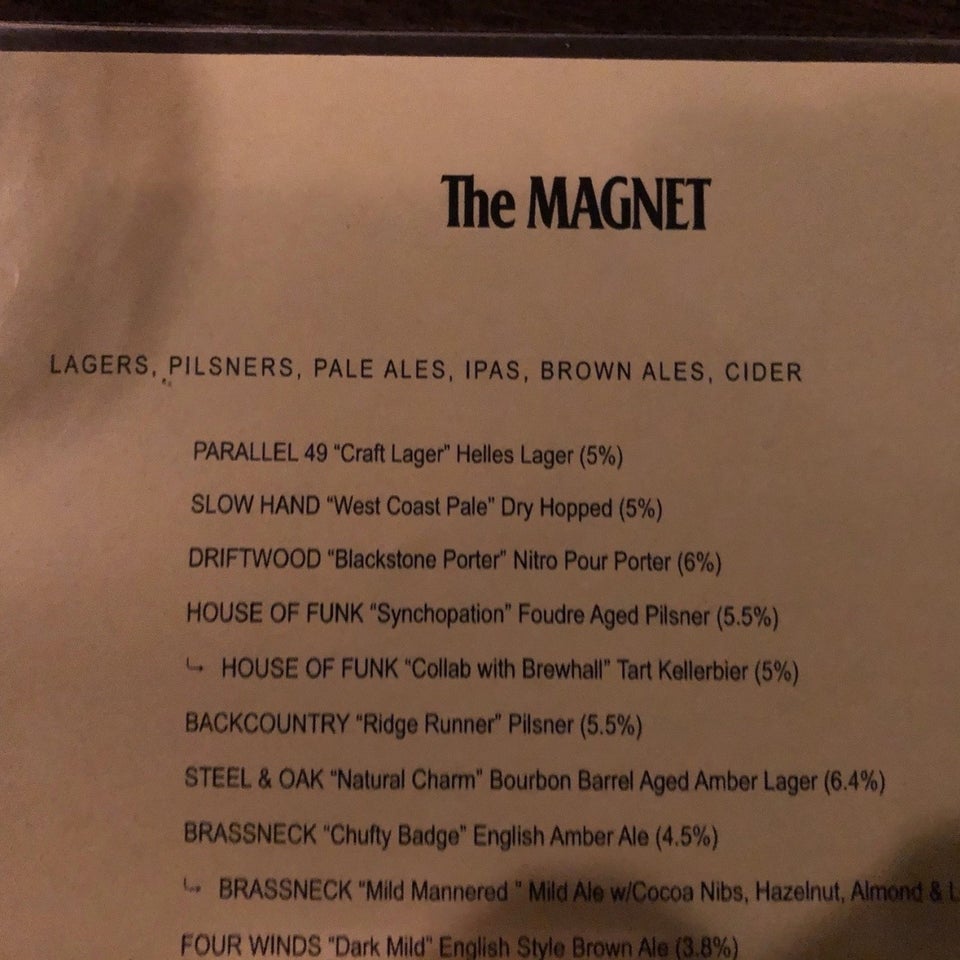 The MAGNET
LAGERS, PILSNERS, PALE ALES, IPAS, BROWN ALES, CIDER
PARALLEL 49 “Craft Lager” Helles Lager (5%)
SLOW HAND “West Coast Pale” Dry Hopped (5%)
DRIFTWOOD “Blackstone Porter” Nitro Pour Porter (6%)
HOUSE OF FUNK “Synchopation” Foudre Aged Pilsner (5.5%)
↳ HOUSE OF FUNK “Collab with Brewhall” Tart Kellerbier (5%)
BACKCOUNTRY “Ridge Runner” Pilsner (5.5%)
STEEL & OAK “Natural Charm” Bourbon Barrel Aged Amber Lager (6.4%)
BRASSNECK “Chufty Badge” English Amber Ale (4.5%)
↳ BRASSNECK “Mild Mannered ” Mild Ale w/Cocoa Nibs, Hazelnut, Almond &
FOUR WINDS “Dark Mild” English Style Brown Ale (3.8%)